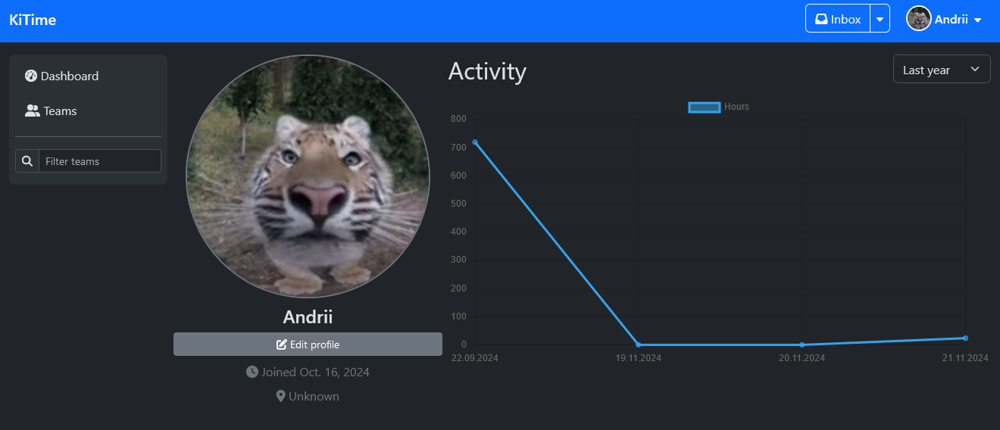 KiTime
Inbox
Andrii
Dashboard
Teams
Filter teams
Andrii
Edit profile
Joined Oct. 16, 2024
Unknown
Activity
Last year
Hours
800
700
600
500
400
300
200
100
0
22.09.2024 19.11.2024 20.11.2024 21.11.2024